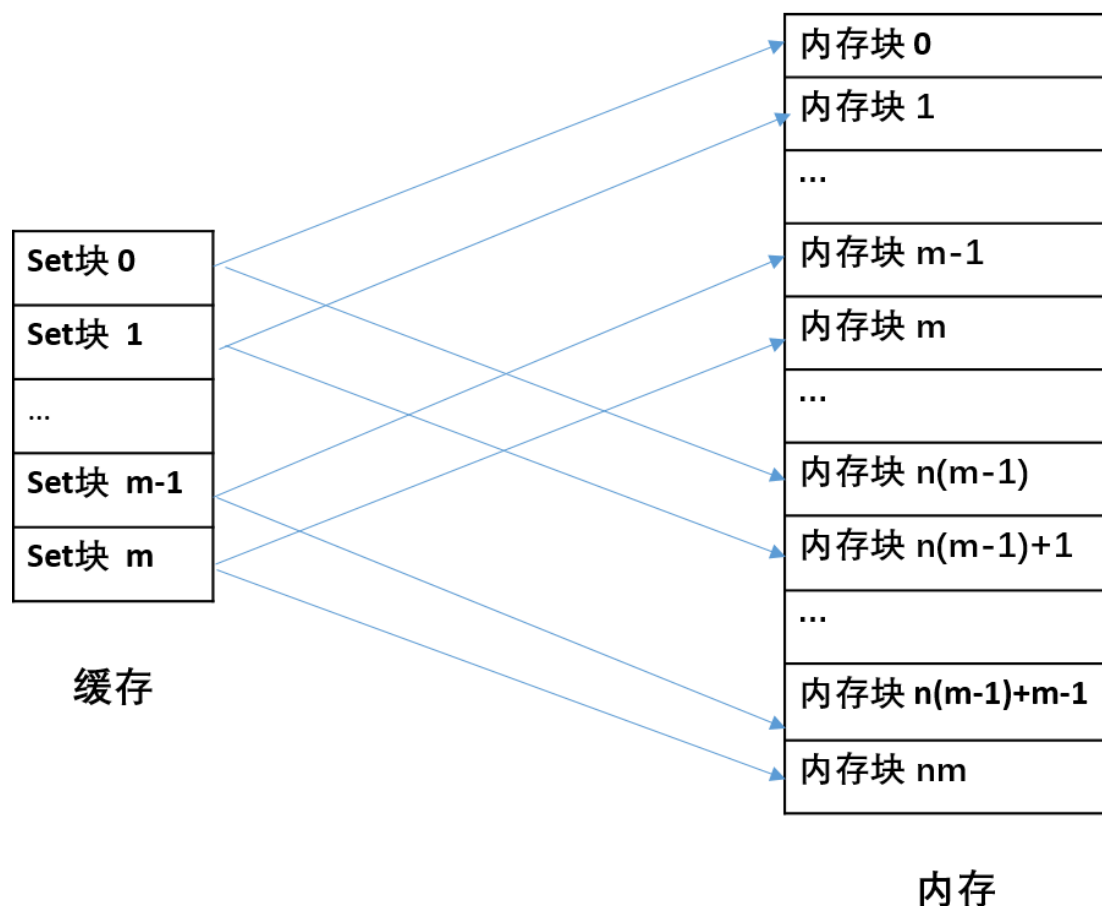 Set块 0
Set块 1
...
Set块 m-1
Set块 m
缓存
内存块 0
内存块 1
...
内存块 m-1
内存块 m
...
内存块 n(m-1)
内存块 n(m-1)+1
...
内存块 n(m-1)+m-1
内存块 nm
内存